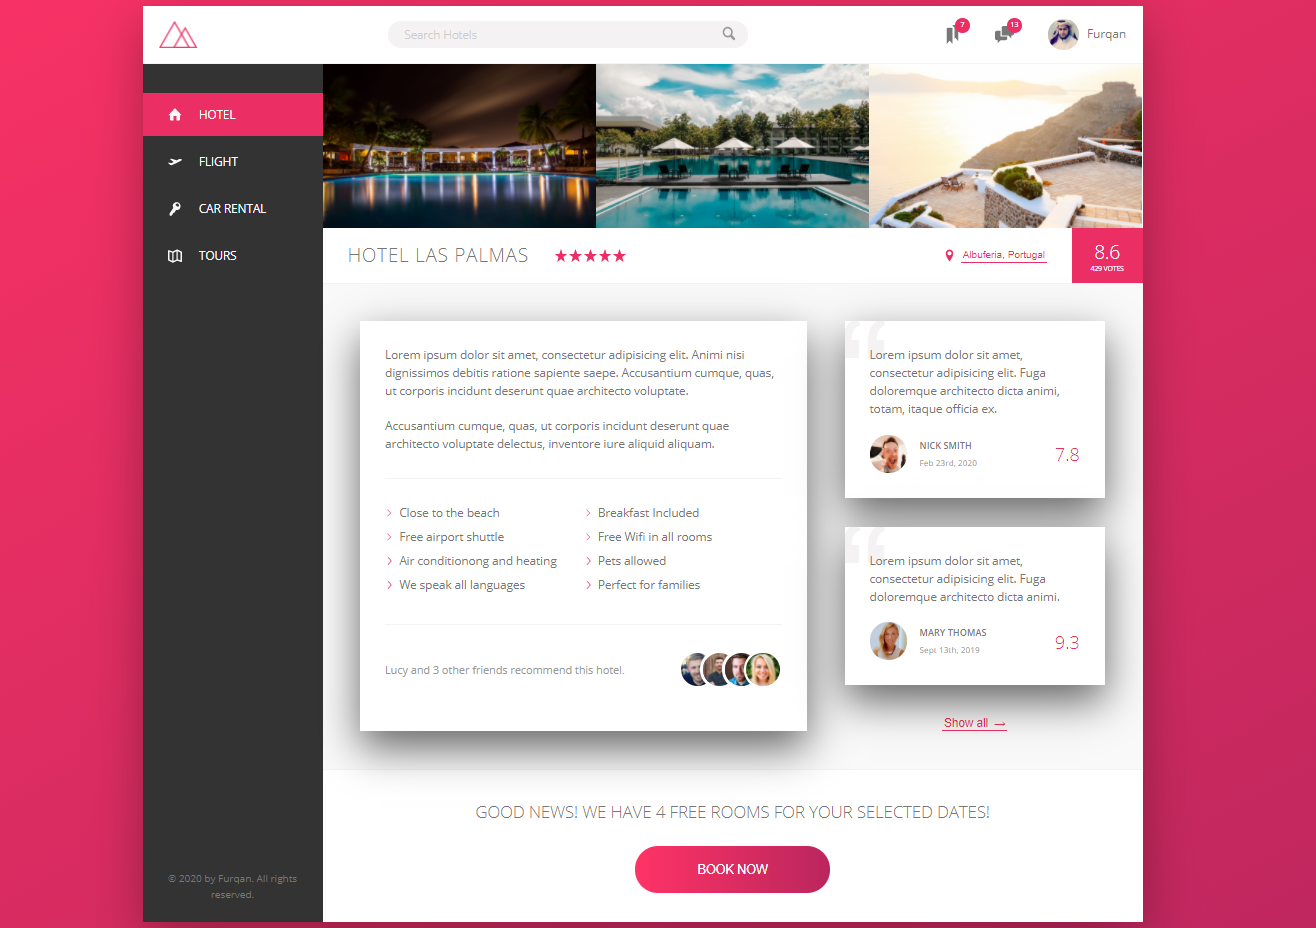 Search Hotels
7
13
Furqan
HOTEL
FLIGHT
CAR RENTAL
TOURS
© 2020 by Furqan. All rights
reserved.
HOTEL LAS PALMAS
Albuferia, Portugal
8.6
429 VOTES
Lorem ipsum dolor sit amet, consectetur adipisicing elit. Animi nisi
dignissimos debitis ratione sapiente saepe. Accusantium cumque, quas,
ut corporis incidunt deserunt quae architecto voluptate.
Accusantium cumque, quas, ut corporis incidunt deserunt quae
architecto voluptate delectus, inventore iure aliquid aliquam.
Close to the beach
Breakfast Included
Free airport shuttle
Free Wifi in all rooms
Air conditionong and heating
Pets allowed
We speak all languages
Perfect for families
Lucy and 3 other friends recommend this hotel.
“
Lorem ipsum dolor sit amet,
consectetur adipisicing elit. Fuga
doloremque architecto dicta animi,
totam, itaque officia ex.
NICK SMITH
Feb 23rd, 2020
7.8
“
Lorem ipsum dolor sit amet,
consectetur adipisicing elit. Fuga
doloremque architecto dicta animi.
MARY THOMAS
Sept 13th, 2019
9.3
Show all →
GOOD NEWS! WE HAVE 4 FREE ROOMS FOR YOUR SELECTED DATES!
BOOK NOW